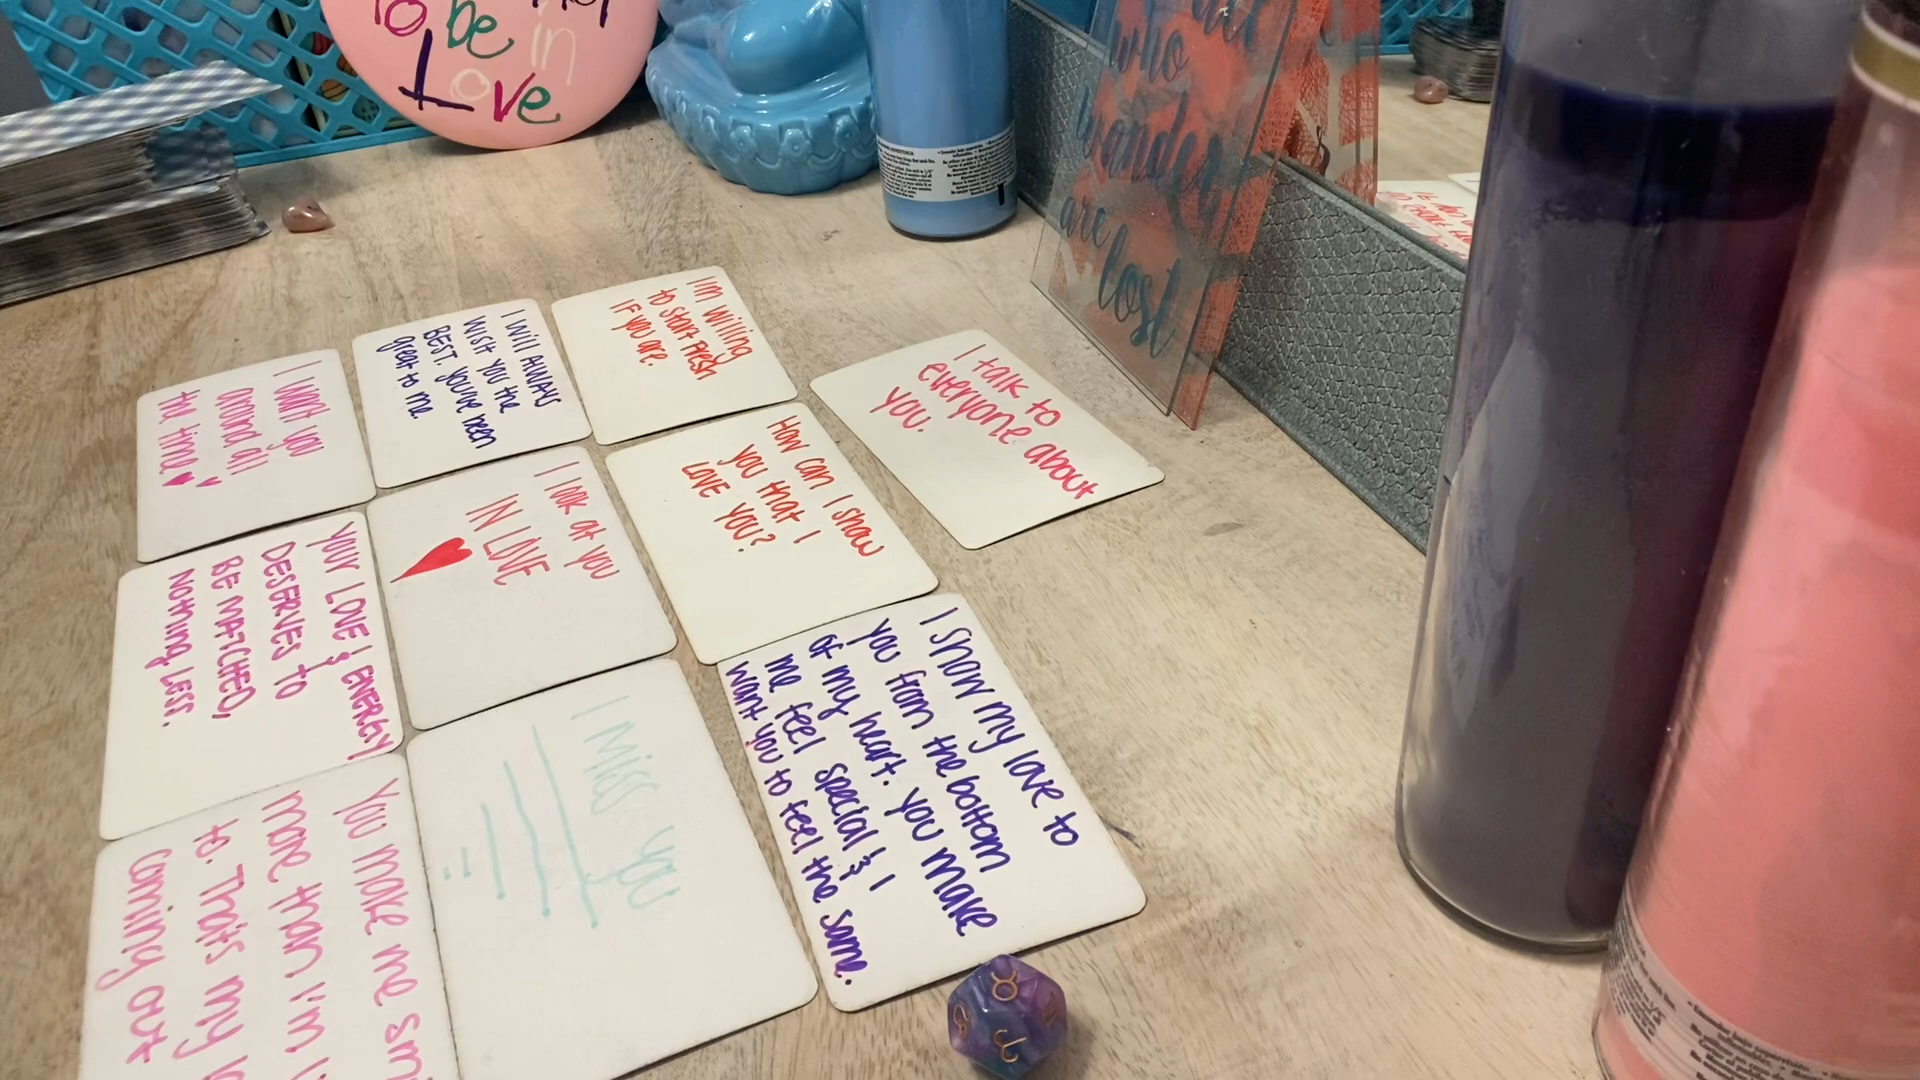 to be in
Love
who
wander
are
lost
I'm willing
to start fresh
IF you are.
I will always
wish you the
BEST. you've been
great to me.
I want you
around all
the time
I talk to
everyone about
you.
How can I show
you that I
LOVE YOU?
I look at you
IN LOVE
YOUR LOVE & ENERGY
DESERVES TO
BE MATCHED,
NOTHING LESS.
I show my love to
you from the bottom
of my heart. You make
me feel special & I
want you to feel the same.
I Miss you
You make me
more than I'm
to. That's my
coming out